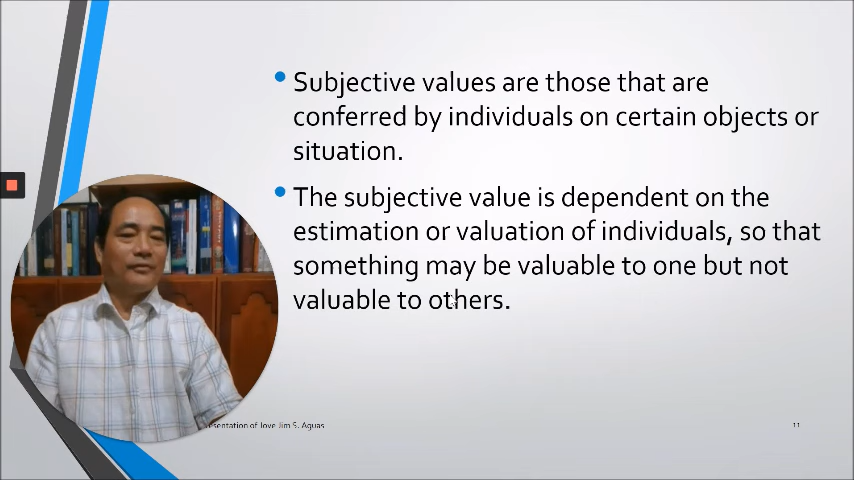 Subjective values are those that are
conferred by individuals on certain objects or
situation.
The subjective value is dependent on the
estimation or valuation of individuals, so that
something may be valuable to one but not
valuable to others.
of Jove Jim S. Aguas
11